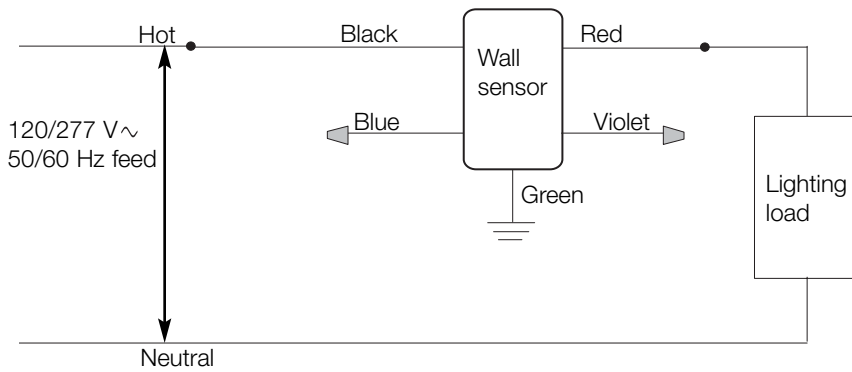 Hot
Black
Red
Wall
sensor
120/277 V~
50/60 Hz feed
Blue
Violet
Lighting
load
Green
Neutral